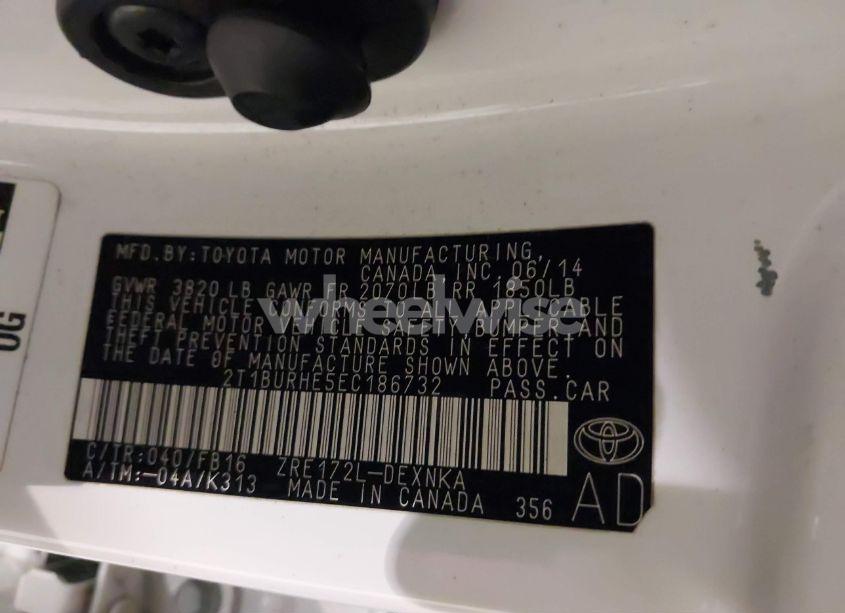 MFD.BY:TOYOTA MOTOR MANUFACTURING,
CANADA, INC. 06/14
GVWR 3820 LB GAWR FR 2070LB RR 1850LB
THIS VEHICLE CONFORMS TO ALL APPLICABLE
FEDERAL MOTOR VEHICLE SAFETY BUMPER AND
THEFT PREVENTION STANDARDS IN EFFECT ON
THE DATE OF MANUFACTURE SHOWN ABOVE.
2T1BURHE5EC186732 PASS.CAR
C/TR:040/FB16 ZRE172L-DEXNKA
A/TM:-04A/K313 MADE IN CANADA 356 AD
wheelwise
OG